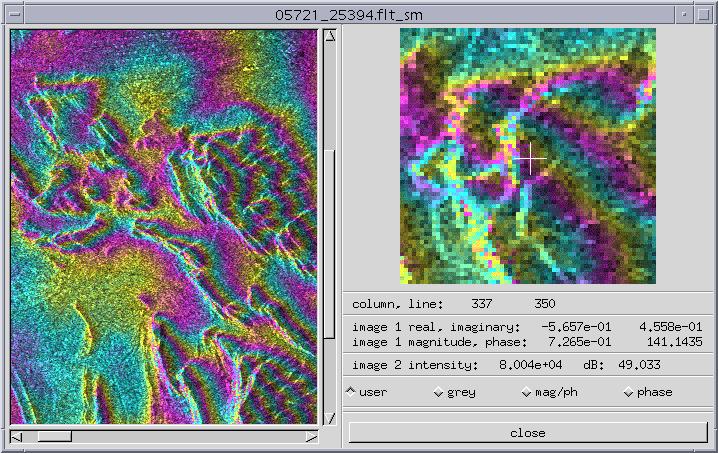 05721_25394.flt_sm
column, line: 337 350
image 1 real, imaginary: -5.657e-01 4.558e-01
image 1 magnitude, phase: 7.265e-01 141.1435
image 2 intensity: 8.004e+04 dB: 49.033
user grey mag/ph phase
close